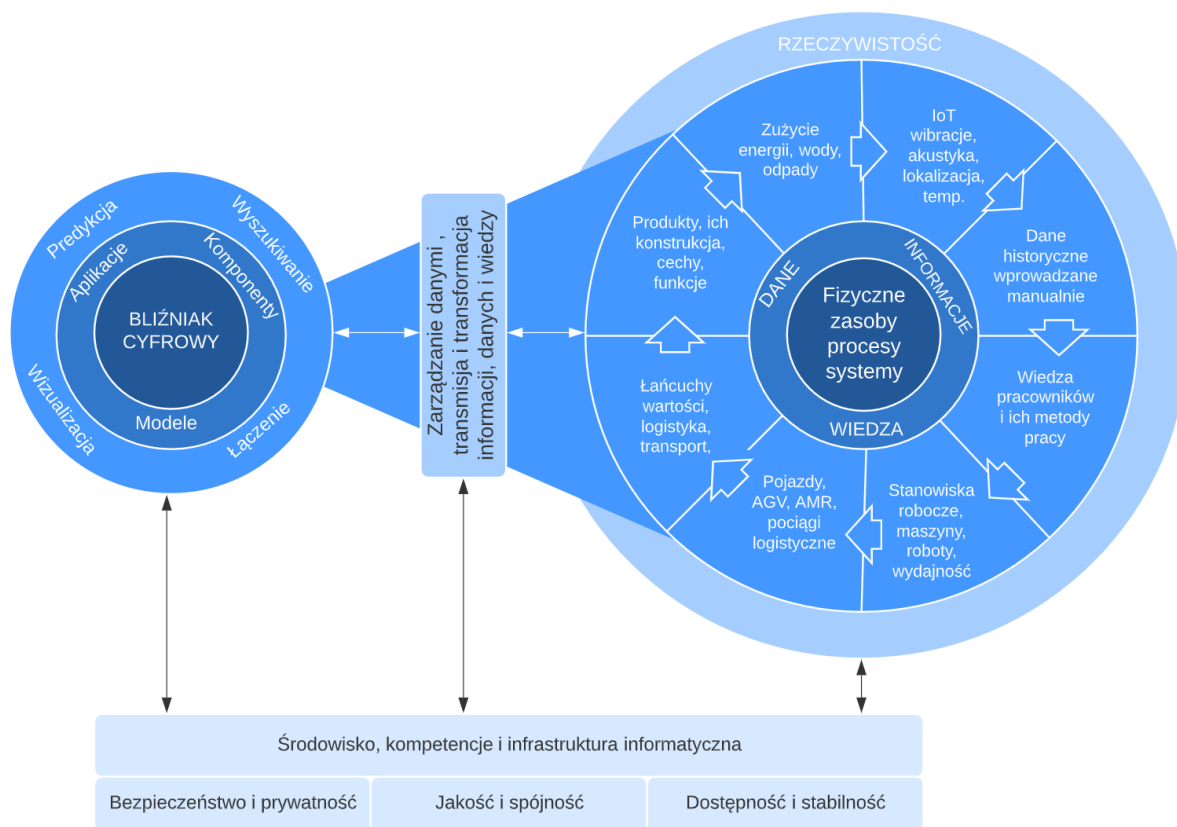 RZECZYWISTOŚĆ
Predykcja
Wyszukiwanie
Wizualizacja
Łączenie
Aplikacje
Komponenty
Modele
BLIŹNIAK
CYFROWY
Zarządzanie danymi ,
transmisja i transformacja
informacji, danych i wiedzy
Zużycie
energii, wody,
odpady
IoT
wibracje,
akustyka,
lokalizacja,
temp.
Dane
historyczne
wprowadzane
manualnie
Wiedza
pracowników
i ich metody
pracy
Stanowiska
robocze,
maszyny,
roboty,
wydajność
Pojazdy,
AGV, AMR,
pociągi
logistyczne
Łańcuchy
wartości,
logistyka,
transport,
Produkty, ich
konstrukcja,
cechy,
funkcje
DANE
INFORMACJE
WIEDZA
Fizyczne
zasoby
procesy
systemy
Środowisko, kompetencje i infrastruktura informatyczna
Bezpieczeństwo i prywatność
Jakość i spójność
Dostępność i stabilność